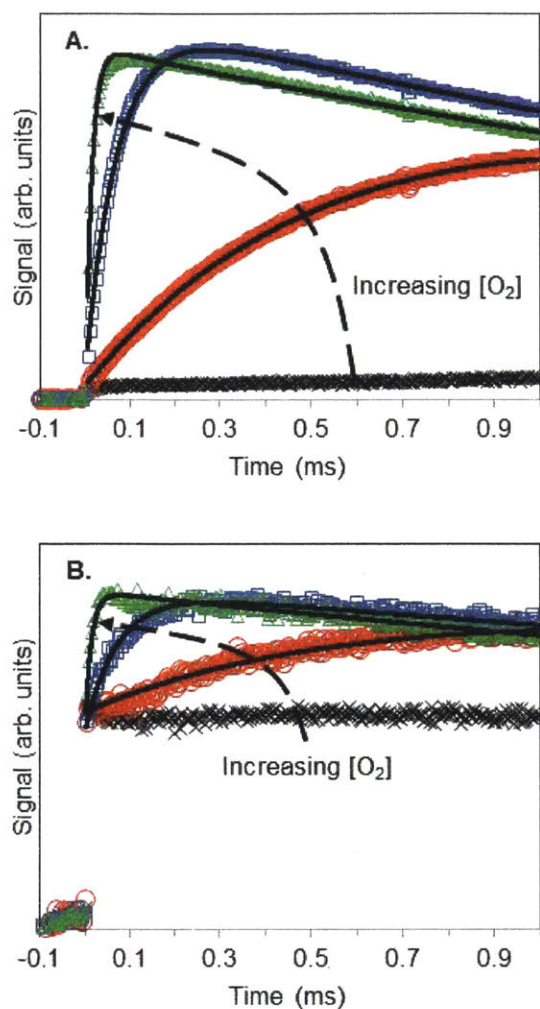 A.
Signal (arb. units)
Increasing [O₂]
-0.1 0.1 0.3 0.5 0.7 0.9
Time (ms)
B.
Signal (arb. units)
Increasing [O₂]
-0.1 0.1 0.3 0.5 0.7 0.9
Time (ms)